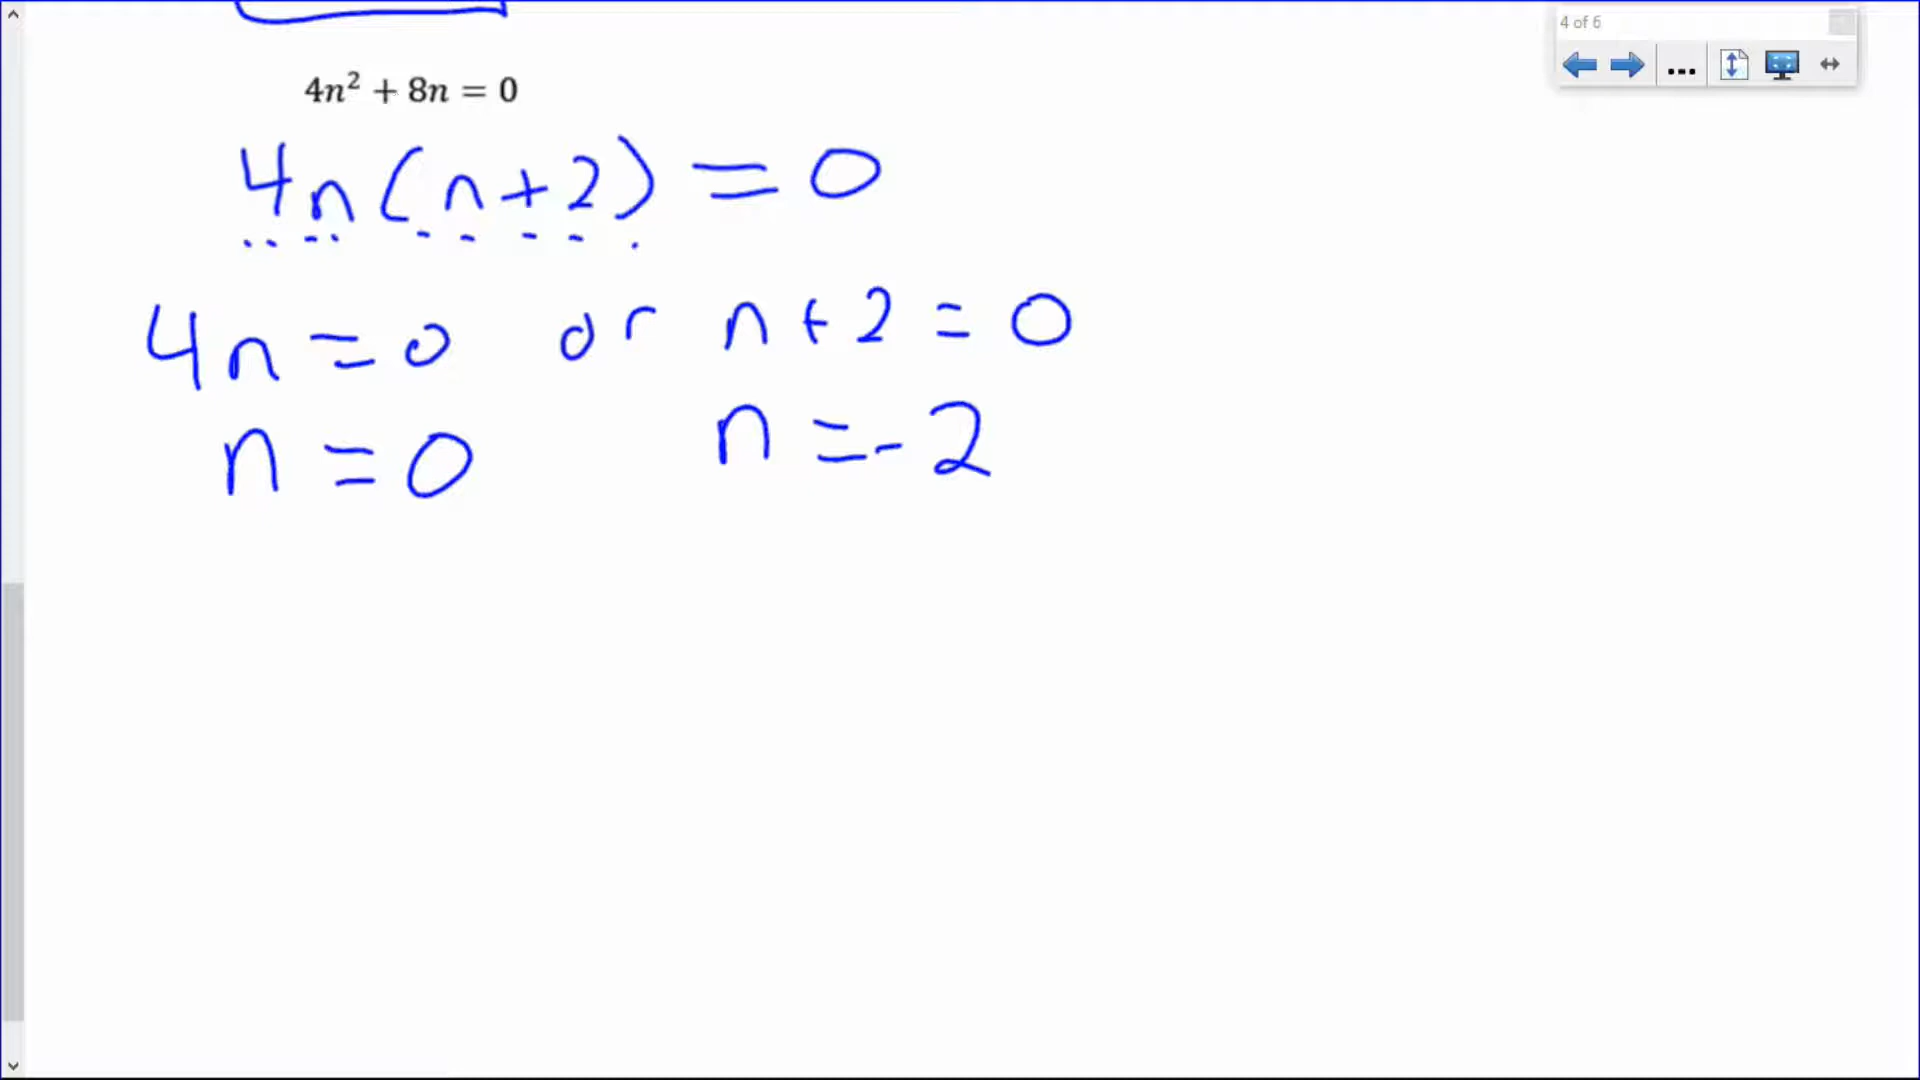 4 of 6
4n² + 8n = 0
4n(n+2) = 0
4n = 0 or n+2 = 0
n = 0 n = -2